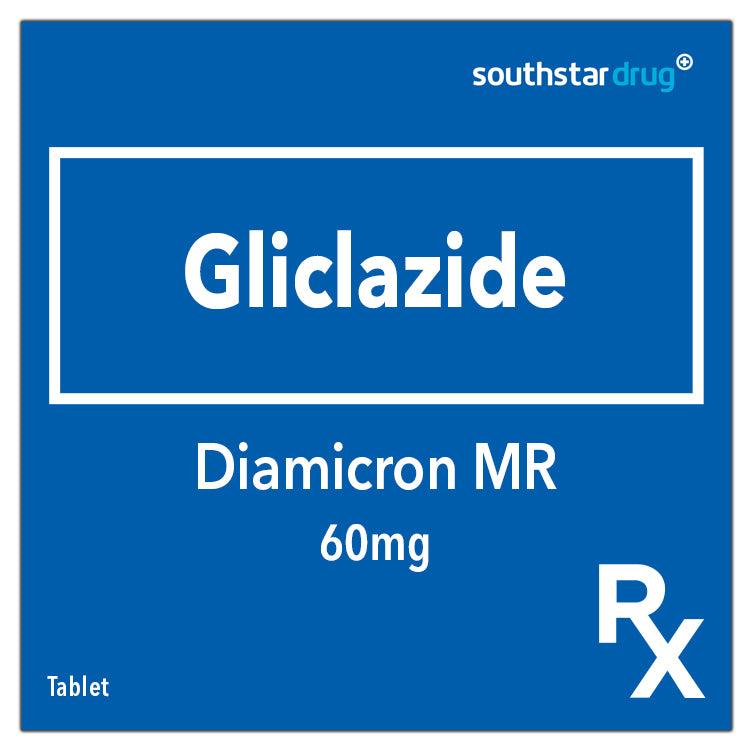 southstardrug
Gliclazide
Diamicron MR
60mg
Rx
Tablet